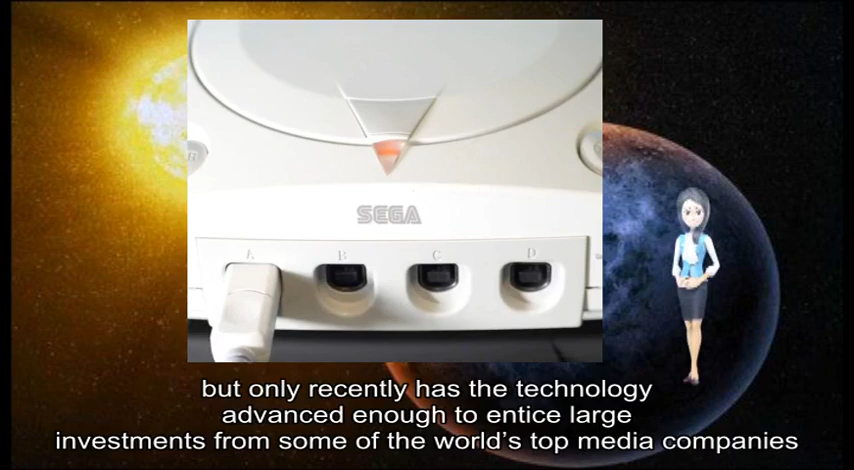 SEGA
A B C D
but only recently has the technology
advanced enough to entice large
investments from some of the world's top media companies